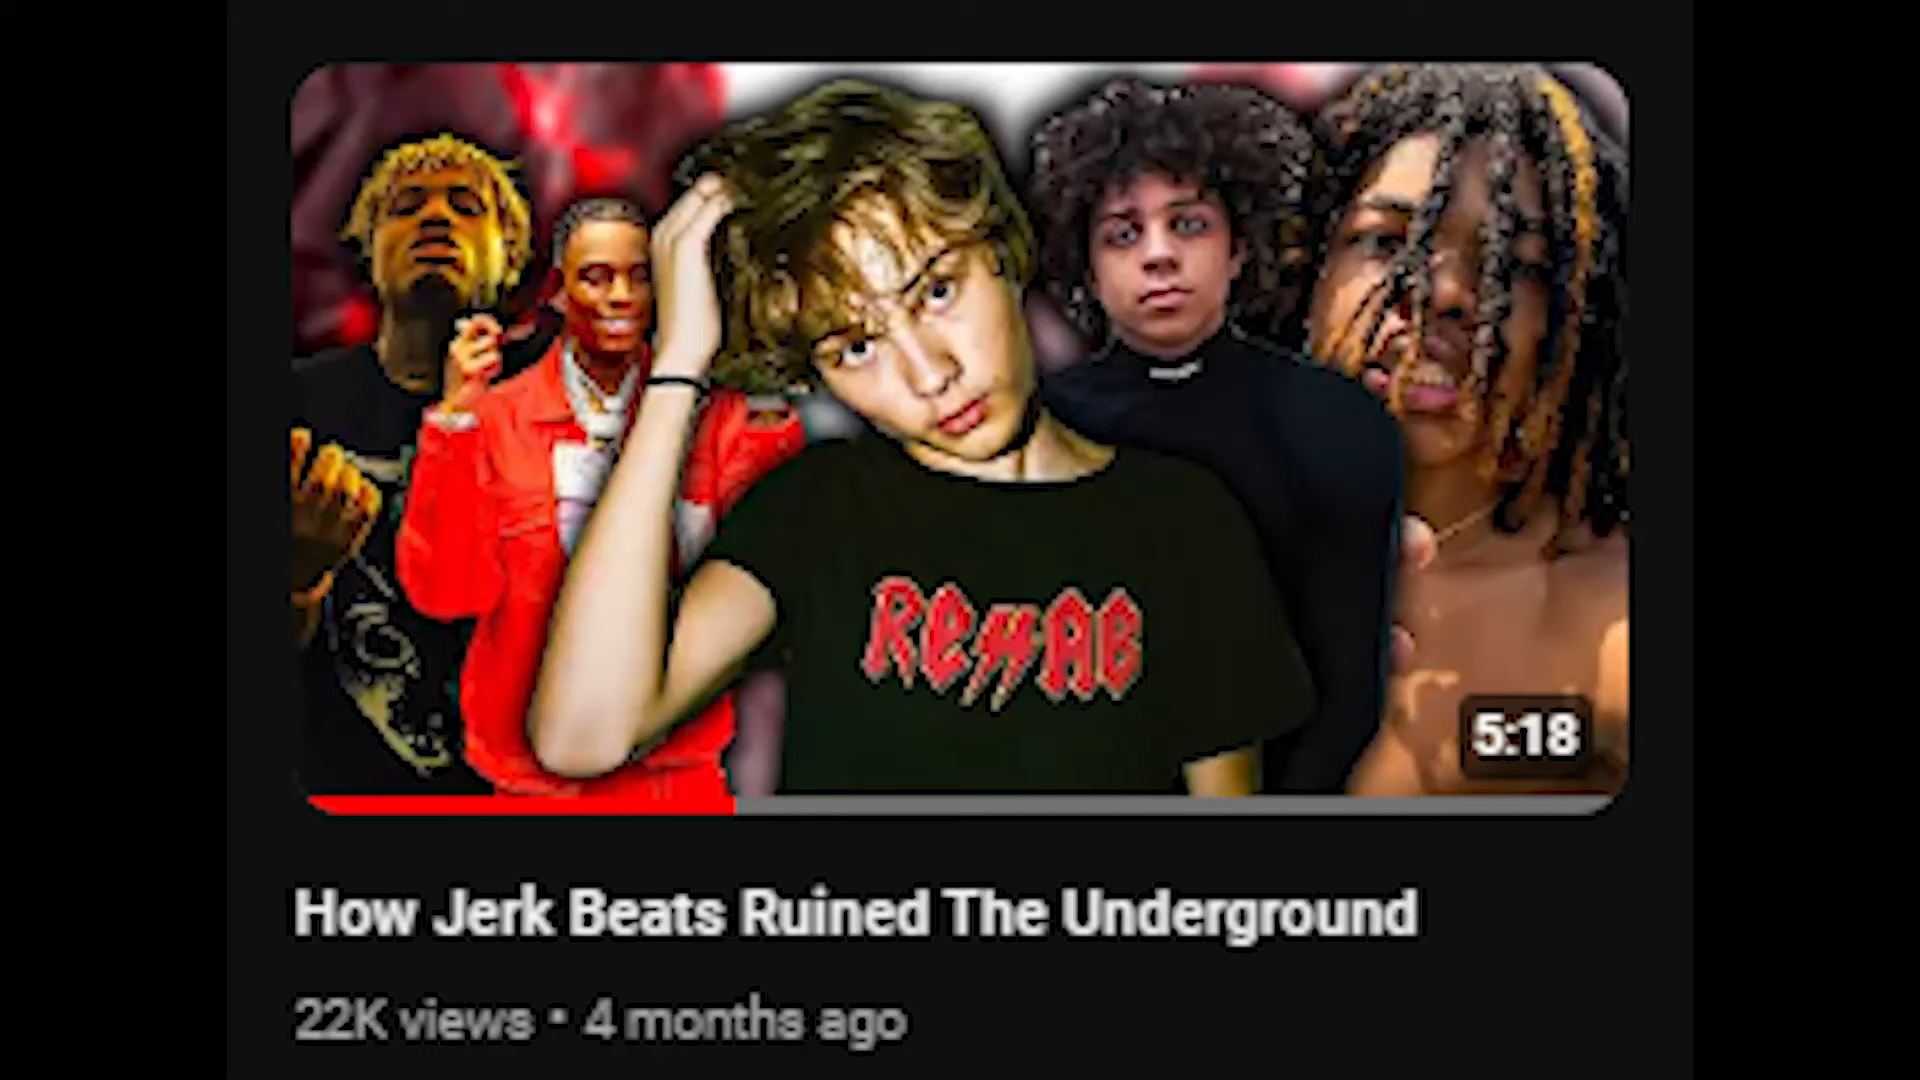 Rehab
5:18
How Jerk Beats Ruined The Underground
22K views • 4 months ago